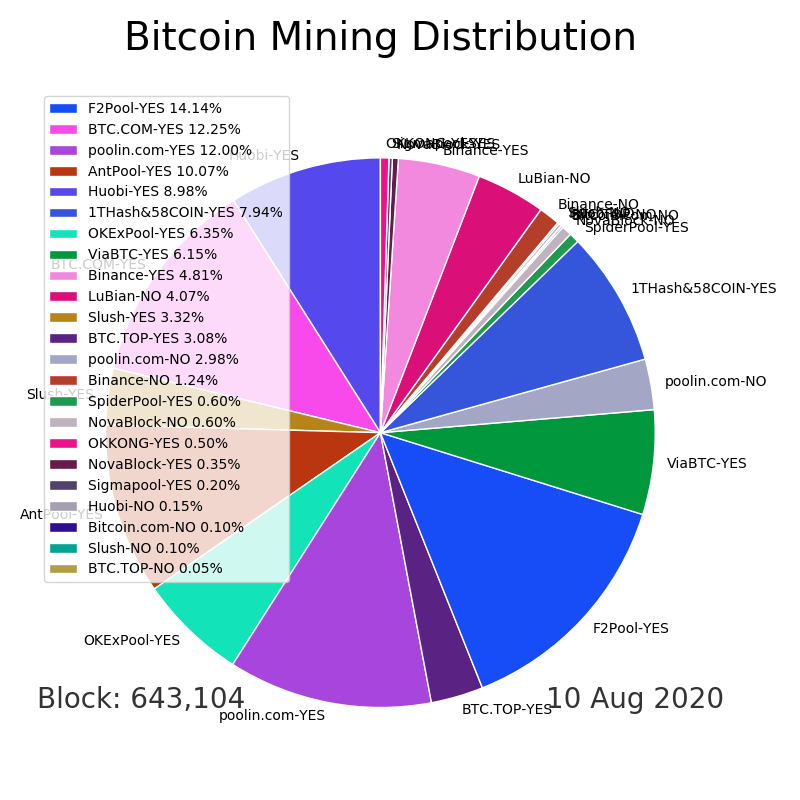 Bitcoin Mining Distribution
F2Pool-YES 14.14%
BTC.COM-YES 12.25%
poolin.com-YES 12.00%
AntPool-YES 10.07%
Huobi-YES 8.98%
1THash&58COIN-YES 7.94%
OKExPool-YES 6.35%
ViaBTC-YES 6.15%
Binance-YES 4.81%
LuBian-NO 4.07%
Slush-YES 3.32%
BTC.TOP-YES 3.08%
poolin.com-NO 2.98%
Binance-NO 1.24%
SpiderPool-YES 0.60%
NovaBlock-NO 0.60%
OKKONG-YES 0.50%
NovaBlock-YES 0.35%
Sigmapool-YES 0.20%
Huobi-NO 0.15%
Bitcoin.com-NO 0.10%
Slush-NO 0.10%
BTC.TOP-NO 0.05%
Huobi-YES
BTC.COM-YES
Slush-YES
AntPool-YES
OKExPool-YES
poolin.com-YES
BTC.TOP-YES
F2Pool-YES
ViaBTC-YES
poolin.com-NO
1THash&58COIN-YES
SpiderPool-YES
NovaBlock-NO
Binance-NO
LuBian-NO
Binance-YES
Block: 643,104
10 Aug 2020